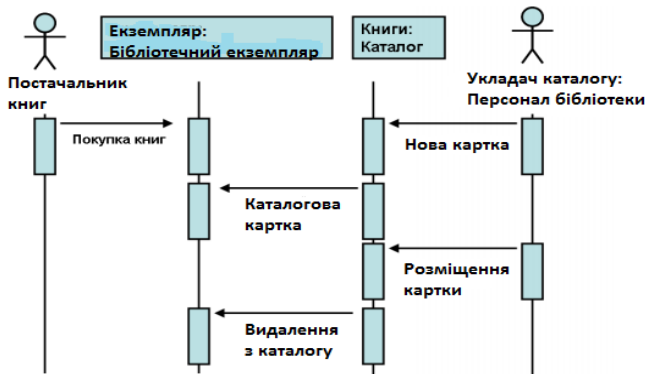 Екземпляр:
Бібліотечний екземпляр
Книги:
Каталог
Постачальник
книг
Укладач каталогу:
Персонал бібліотеки
Покупка книг
Нова картка
Каталогова
картка
Розміщення
картки
Видалення
з каталогу